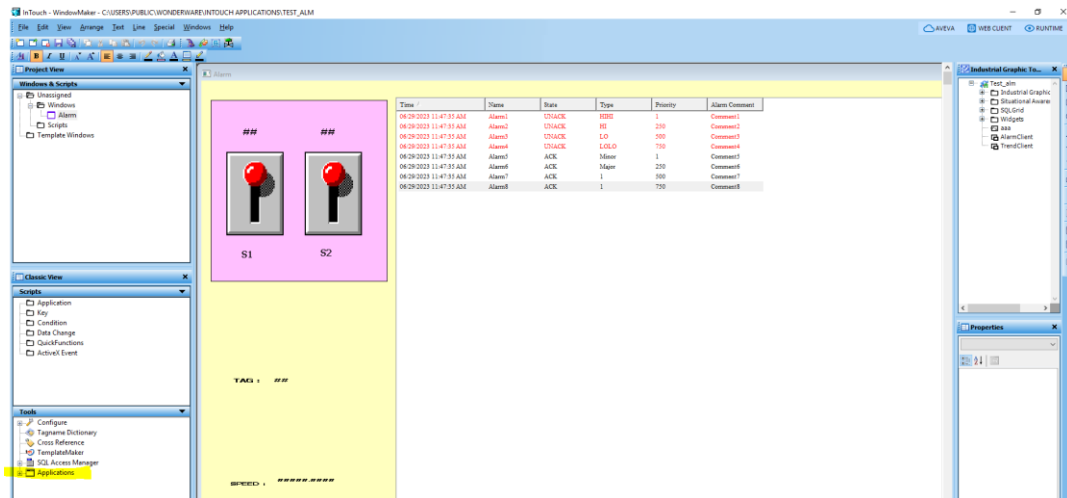 InTouch - WindowMaker - C:\USERS\PUBLIC\WONDERWARE\INTOUCH APPLICATIONS\TEST_ALM
File Edit View Arrange Text Line Special Windows Help
AVEVA WEB CLIENT RUNTIME
B I U
Project View
Windows & Scripts
Unassigned
Windows
Alarm
Scripts
Template Windows
Classic View
Scripts
Application
Key
Condition
Data Change
QuickFunctions
ActiveX Event
Tools
Configure
Tagname Dictionary
Cross Reference
TemplateMaker
SQL Access Manager
Applications
Alarm
## ##
S1 S2
TAG : ##
SPEED : #####.####
Time Name State Type Priority Alarm Comment
06/29/2023 11:47:35 AM Alarm1 UNACK HIHI 1 Comment1
06/29/2023 11:47:35 AM Alarm2 UNACK HI 250 Comment2
06/29/2023 11:47:35 AM Alarm3 UNACK LO 500 Comment3
06/29/2023 11:47:35 AM Alarm4 UNACK LOLO 750 Comment4
06/29/2023 11:47:35 AM Alarm5 ACK Minor 1 Comment5
06/29/2023 11:47:35 AM Alarm6 ACK Major 250 Comment6
06/29/2023 11:47:35 AM Alarm7 ACK 1 500 Comment7
06/29/2023 11:47:35 AM Alarm8 ACK 1 750 Comment8
Industrial Graphic To...
Test_alm
Industrial Graphic
Situational Aware
SQLGrid
Widgets
aaa
AlarmClient
TrendClient
Properties